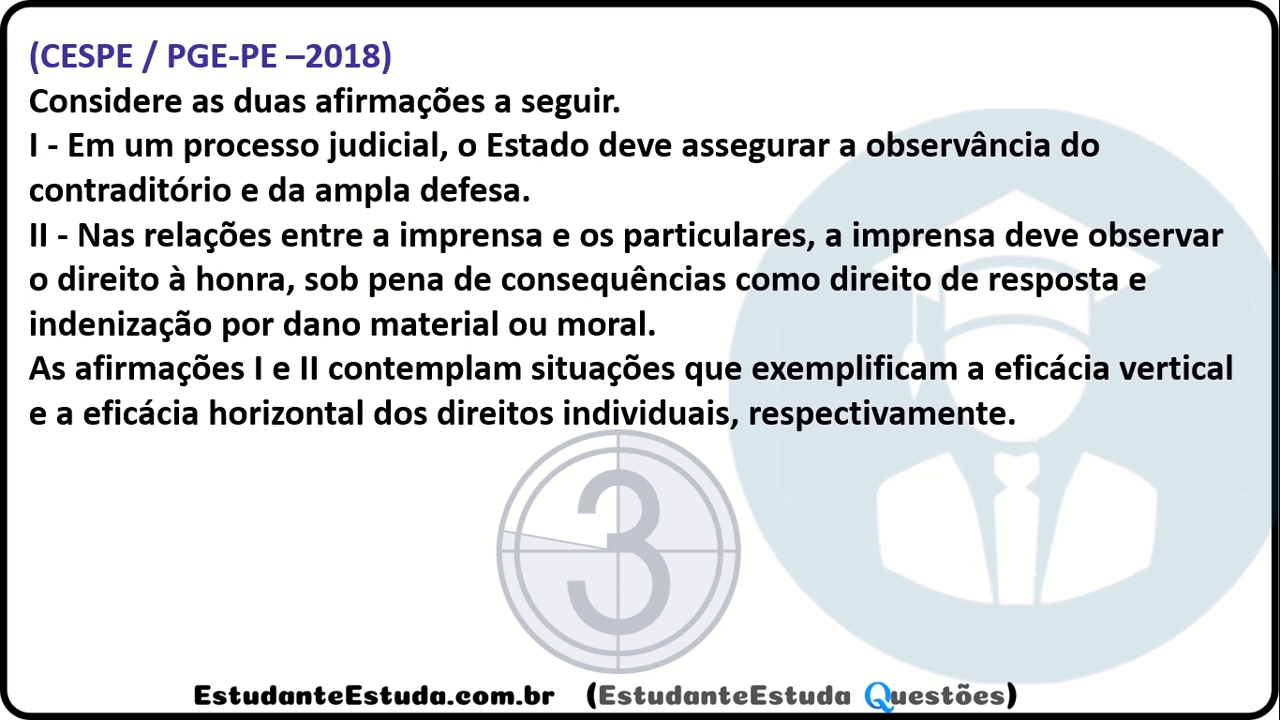 (CESPE / PGE-PE –2018)
Considere as duas afirmações a seguir.
I - Em um processo judicial, o Estado deve assegurar a observância do
contraditório e da ampla defesa.
II - Nas relações entre a imprensa e os particulares, a imprensa deve observar
o direito à honra, sob pena de consequências como direito de resposta e
indenização por dano material ou moral.
As afirmações I e II contemplam situações que exemplificam a eficácia vertical
e a eficácia horizontal dos direitos individuais, respectivamente.
3
EstudanteEstuda.com.br (EstudanteEstuda Questões)